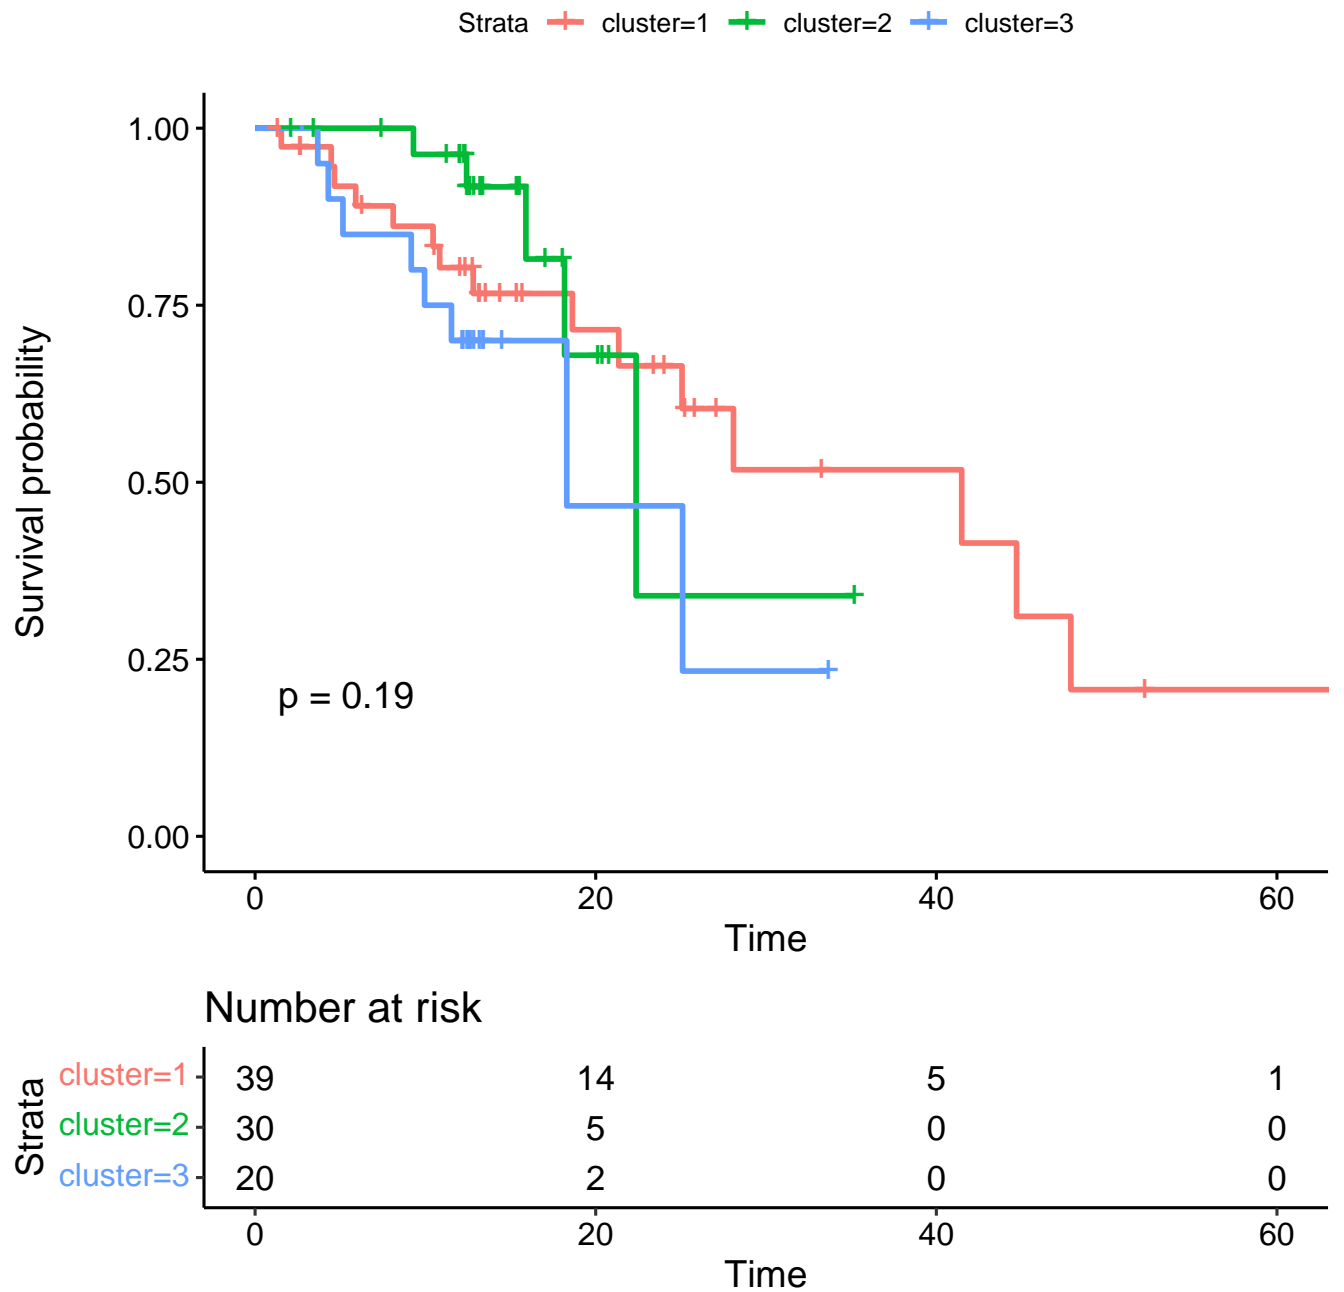 Strata cluster=1 cluster=2 cluster=3
Survival probability
1.00
0.75
0.50
0.25
0.00
p = 0.19
0 20 40 60
Time
Number at risk
Strata
cluster=1 39 14 5 1
cluster=2 30 5 0 0
cluster=3 20 2 0 0
0 20 40 60
Time